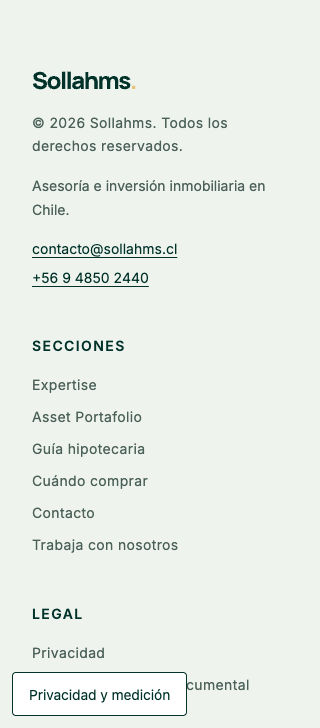 Sollahms.
© 2026 Sollahms. Todos los
derechos reservados.
Asesoría e inversión inmobiliaria en
Chile.
contacto@sollahms.cl
+56 9 4850 2440
SECCIONES
Expertise
Asset Portafolio
Guía hipotecaria
Cuándo comprar
Contacto
Trabaja con nosotros
LEGAL
Privacidad
Privacidad y medición